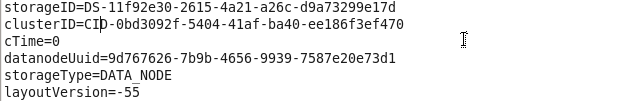 storageID=DS-11f92e30-2615-4a21-a26c-d9a73299e17d
clusterID=CID-0bd3092f-5404-41af-ba40-ee186f3ef470
cTime=0
datanodeUuid=9d767626-7b9b-4656-9939-7587e20e73d1
storageType=DATA_NODE
layoutVersion=-55